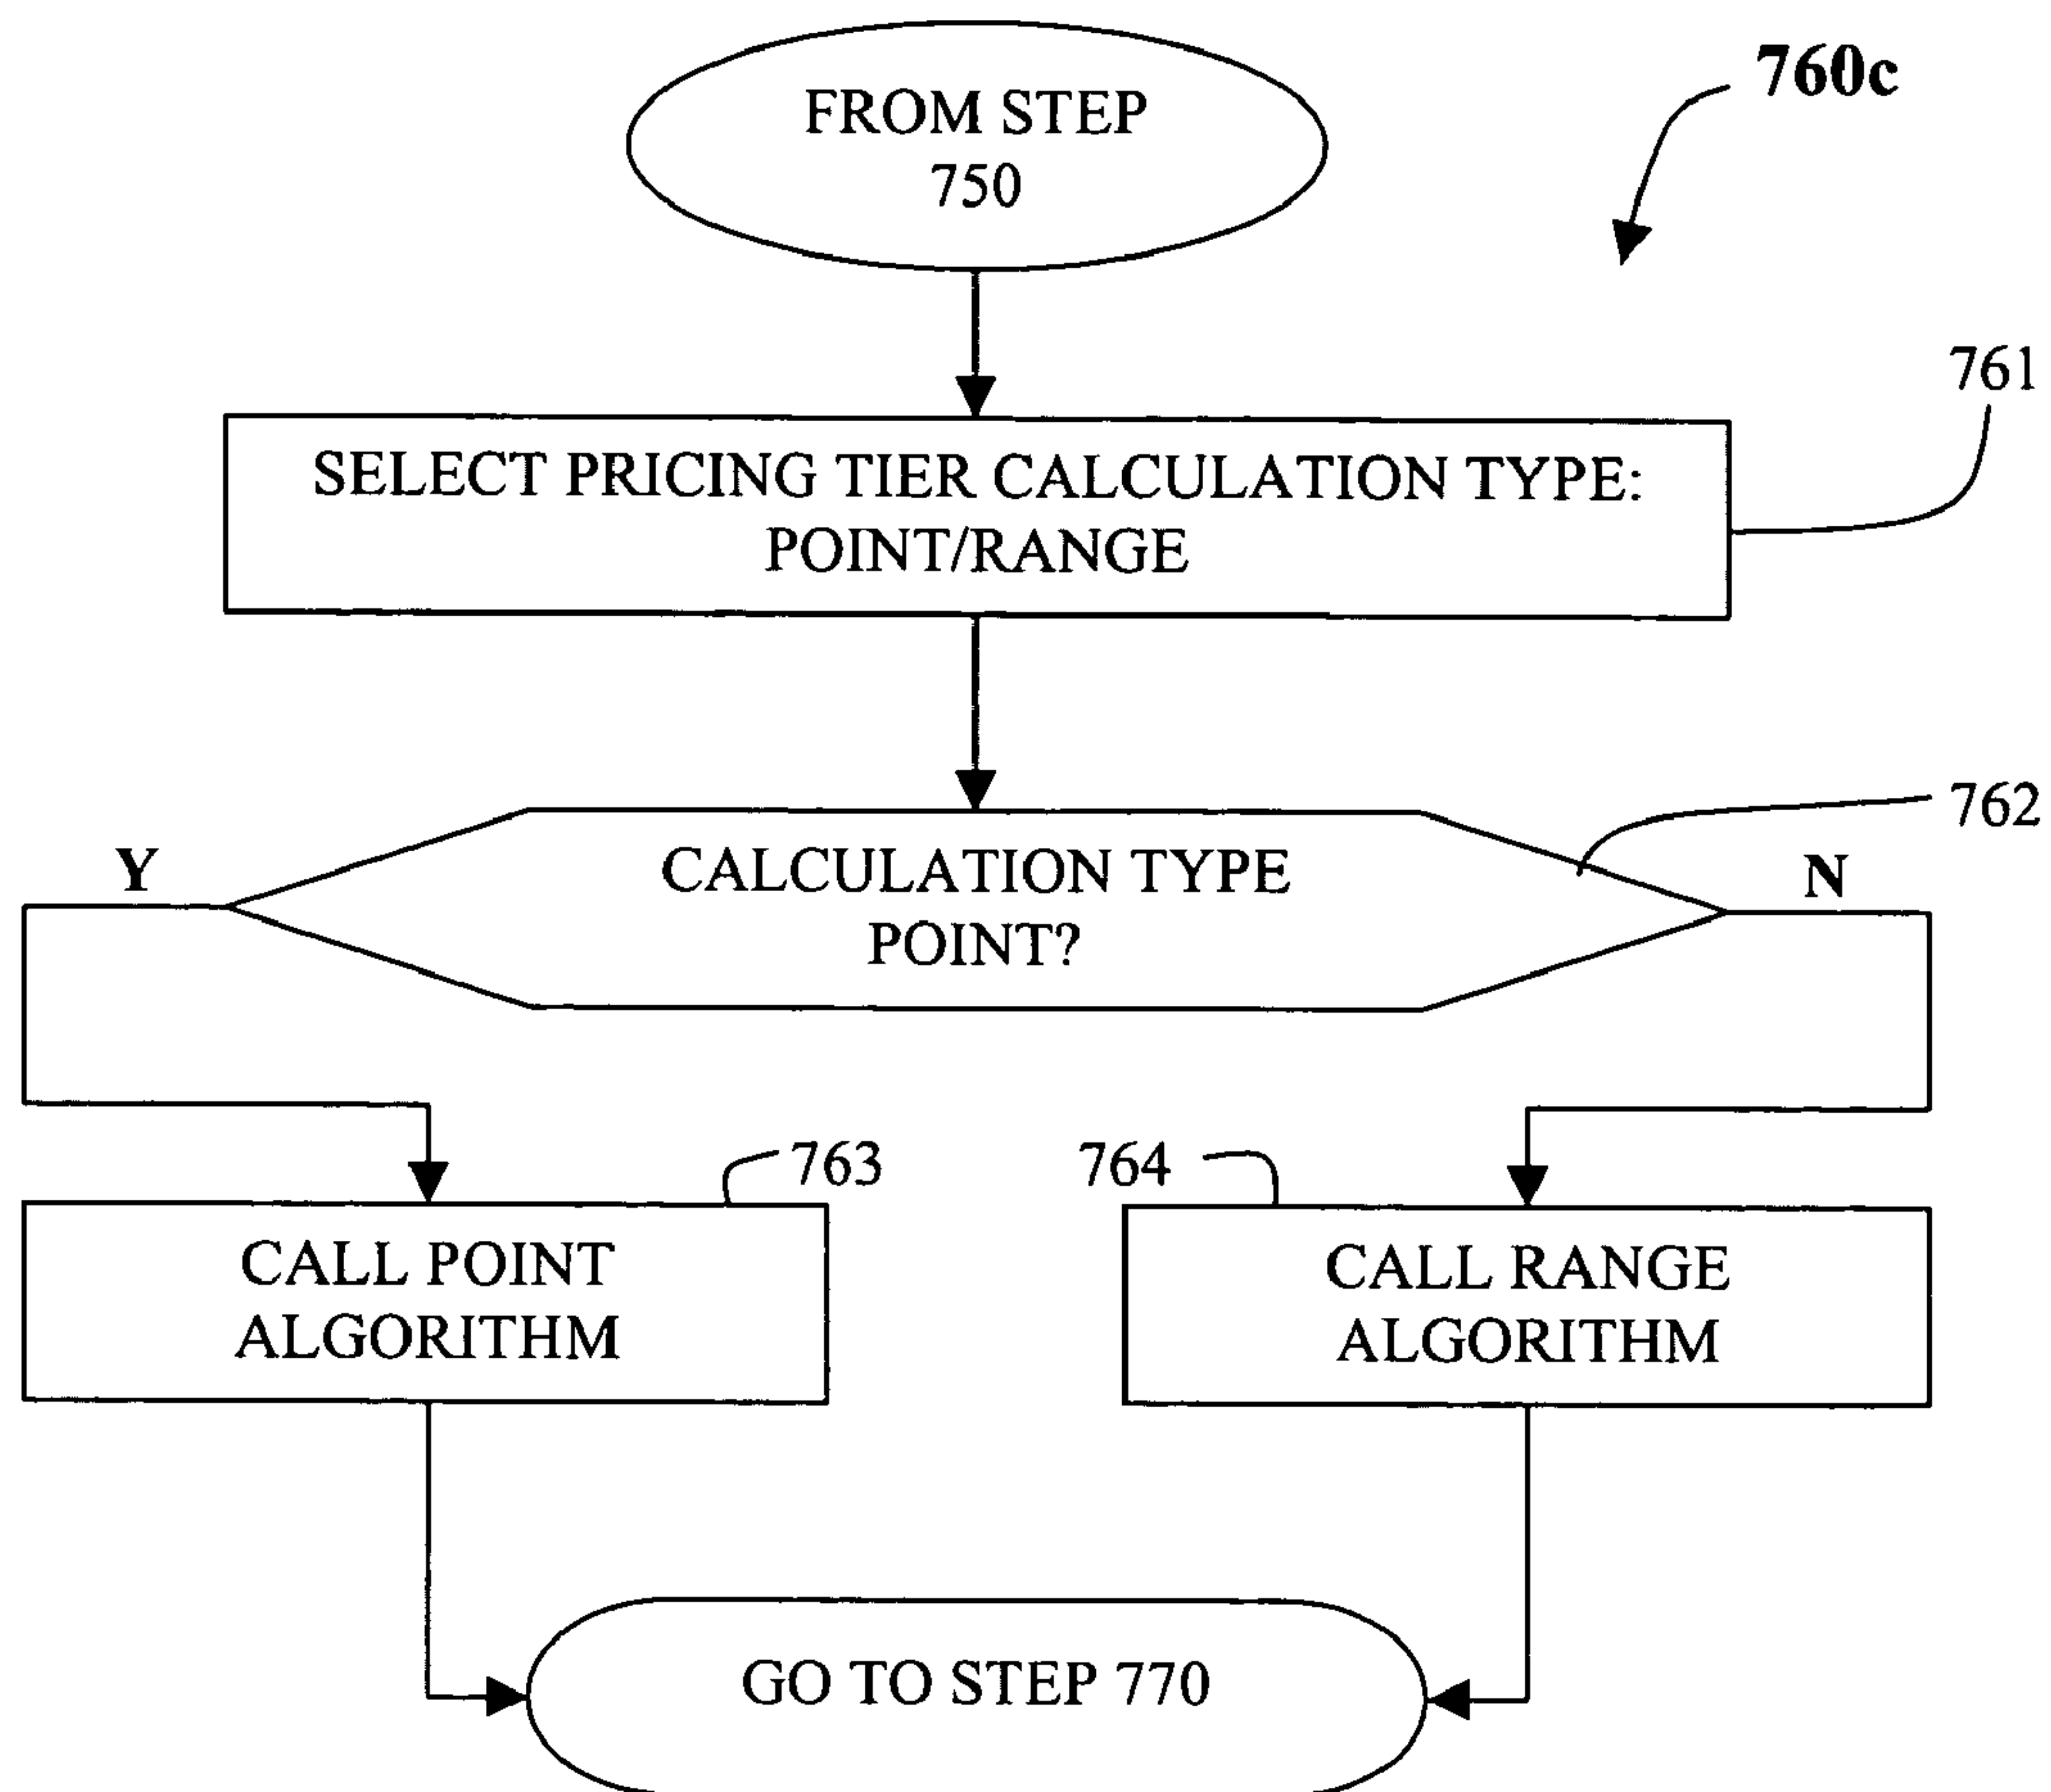 FROM STEP
750
760c
761
SELECT PRICING TIER CALCULATION TYPE:
POINT/RANGE
762
Y
CALCULATION TYPE
POINT?
N
763
764
CALL POINT
ALGORITHM
CALL RANGE
ALGORITHM
GO TO STEP 770